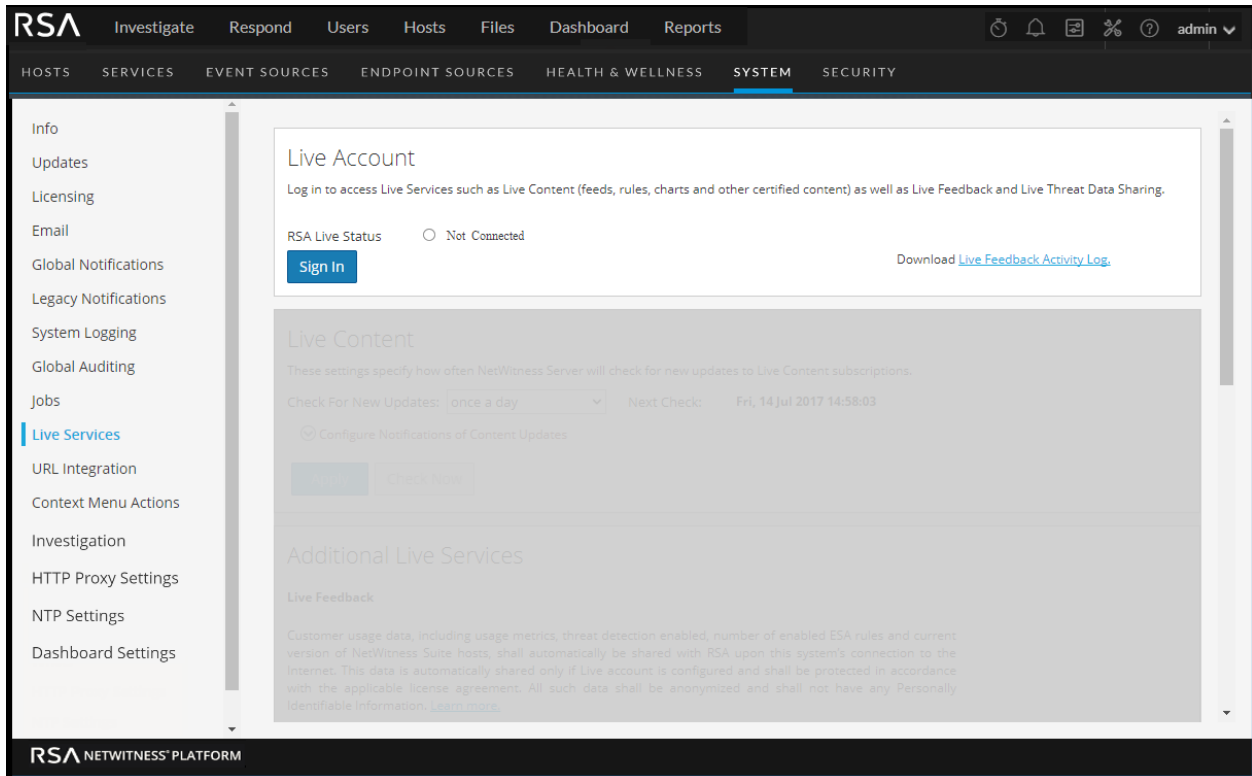 RSA Investigate Respond Users Hosts Files Dashboard Reports admin
HOSTS SERVICES EVENT SOURCES ENDPOINT SOURCES HEALTH & WELLNESS SYSTEM SECURITY
Info
Updates
Licensing
Email
Global Notifications
Legacy Notifications
System Logging
Global Auditing
Jobs
Live Services
URL Integration
Context Menu Actions
Investigation
HTTP Proxy Settings
NTP Settings
Dashboard Settings
Live Account
Log in to access Live Services such as Live Content (feeds, rules, charts and other certified content) as well as Live Feedback and Live Threat Data Sharing.
RSA Live Status Not Connected
Sign In
Download Live Feedback Activity Log.
Live Content
These settings specify how often NetWitness Server will check for new updates to Live Content subscriptions.
Check For New Updates: once a day Next Check: Fri, 14 Jul 2017 14:58:03
Configure Notifications of Content Updates
Apply Check Now
Additional Live Services
Live Feedback
Customer usage data, including usage metrics, threat detection enabled, number of enabled ESA rules and current
version of NetWitness Suite hosts, shall automatically be shared with RSA upon this system's connection to the
Internet. This data is automatically shared only if Live account is configured and shall be protected in accordance
with the applicable license agreement. All such data shall be anonymized and shall not have any Personally
Identifiable Information. Learn more.
RSA NETWITNESS® PLATFORM